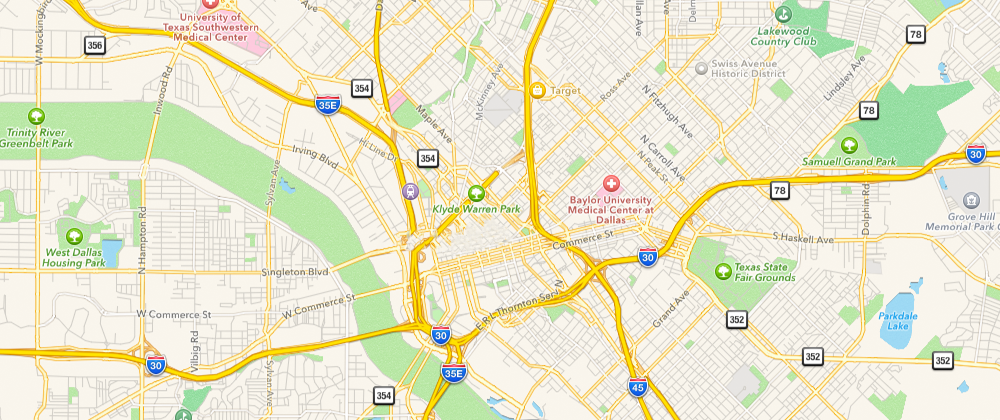 University of
Texas Southwestern
Medical Center
W Mockingbird
356
Inwood Rd
354
35E
McKinney Ave
Target
Ross Ave
Swiss Avenue
Historic District
Lakewood
Country Club
78
Lindsley Ave
78
Trinity River
Greenbelt Park
Irving Blvd
Hi Line Dr
Maple Ave
354
N Fitzhugh Ave
N Carroll Ave
N Peak St
Samuell Grand Park
30
Sylvan Ave
Klyde Warren Park
Baylor University
Medical Center at
Dallas
78
Dolphin Rd
Grove Hill
Memorial Park
N Hampton Rd
West Dallas
Housing Park
Commerce St
S Haskell Ave
30
Singleton Blvd
Texas State
Fair Grounds
W Commerce St
W Commerce St
E R L Thornton Serv N
Grand Ave
352
Parkdale
Lake
Vilbig Rd
30
30
35E
352
352
Sylvan Ave
354
45